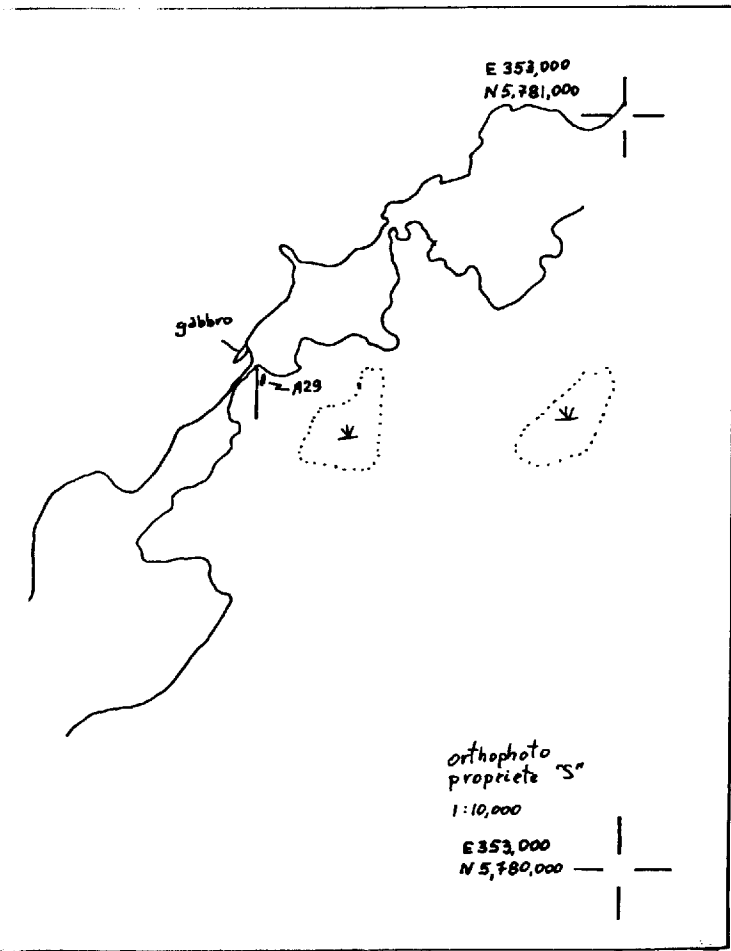 E 353,000
N 5,781,000
gabbro
A29
orthophoto
propriete "S"
1:10,000
E 353,000
N 5,780,000